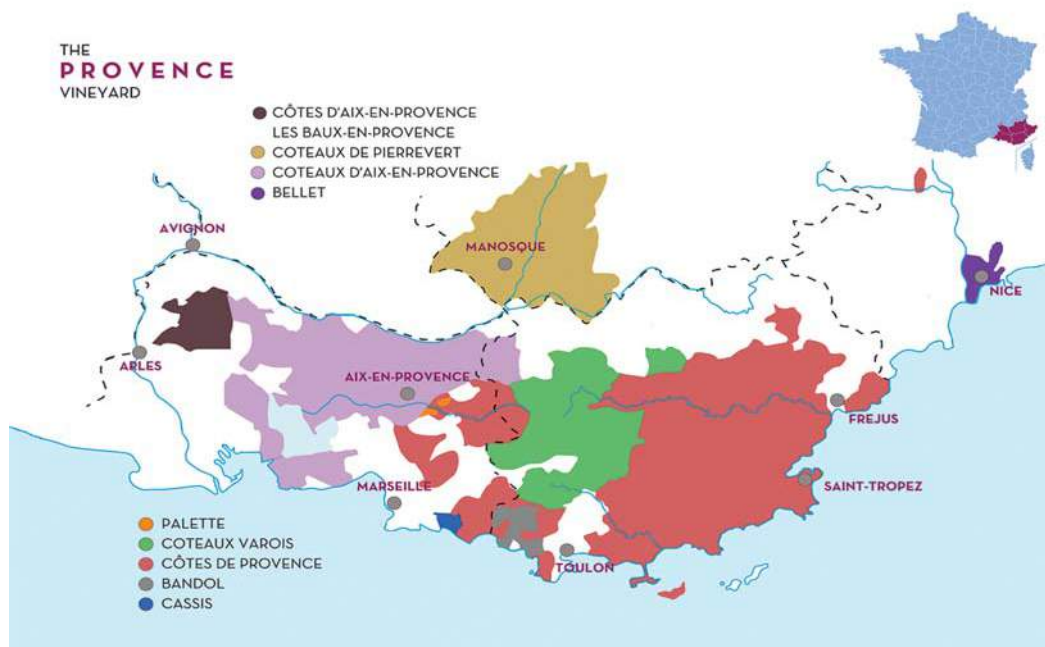 THE
PROVENCE
VINEYARD
CÔTES D'AIX-EN-PROVENCE
LES BAUX-EN-PROVENCE
COTEAUX DE PIERREVERT
COTEAUX D'AIX-EN-PROVENCE
BELLET
AVIGNON
MANOSQUE
NICE
ARLES
AIX-EN-PROVENCE
FREJUS
MARSEILLE
SAINT-TROPEZ
TOULON
PALETTE
COTEAUX VAROIS
CÔTES DE PROVENCE
BANDOL
CASSIS